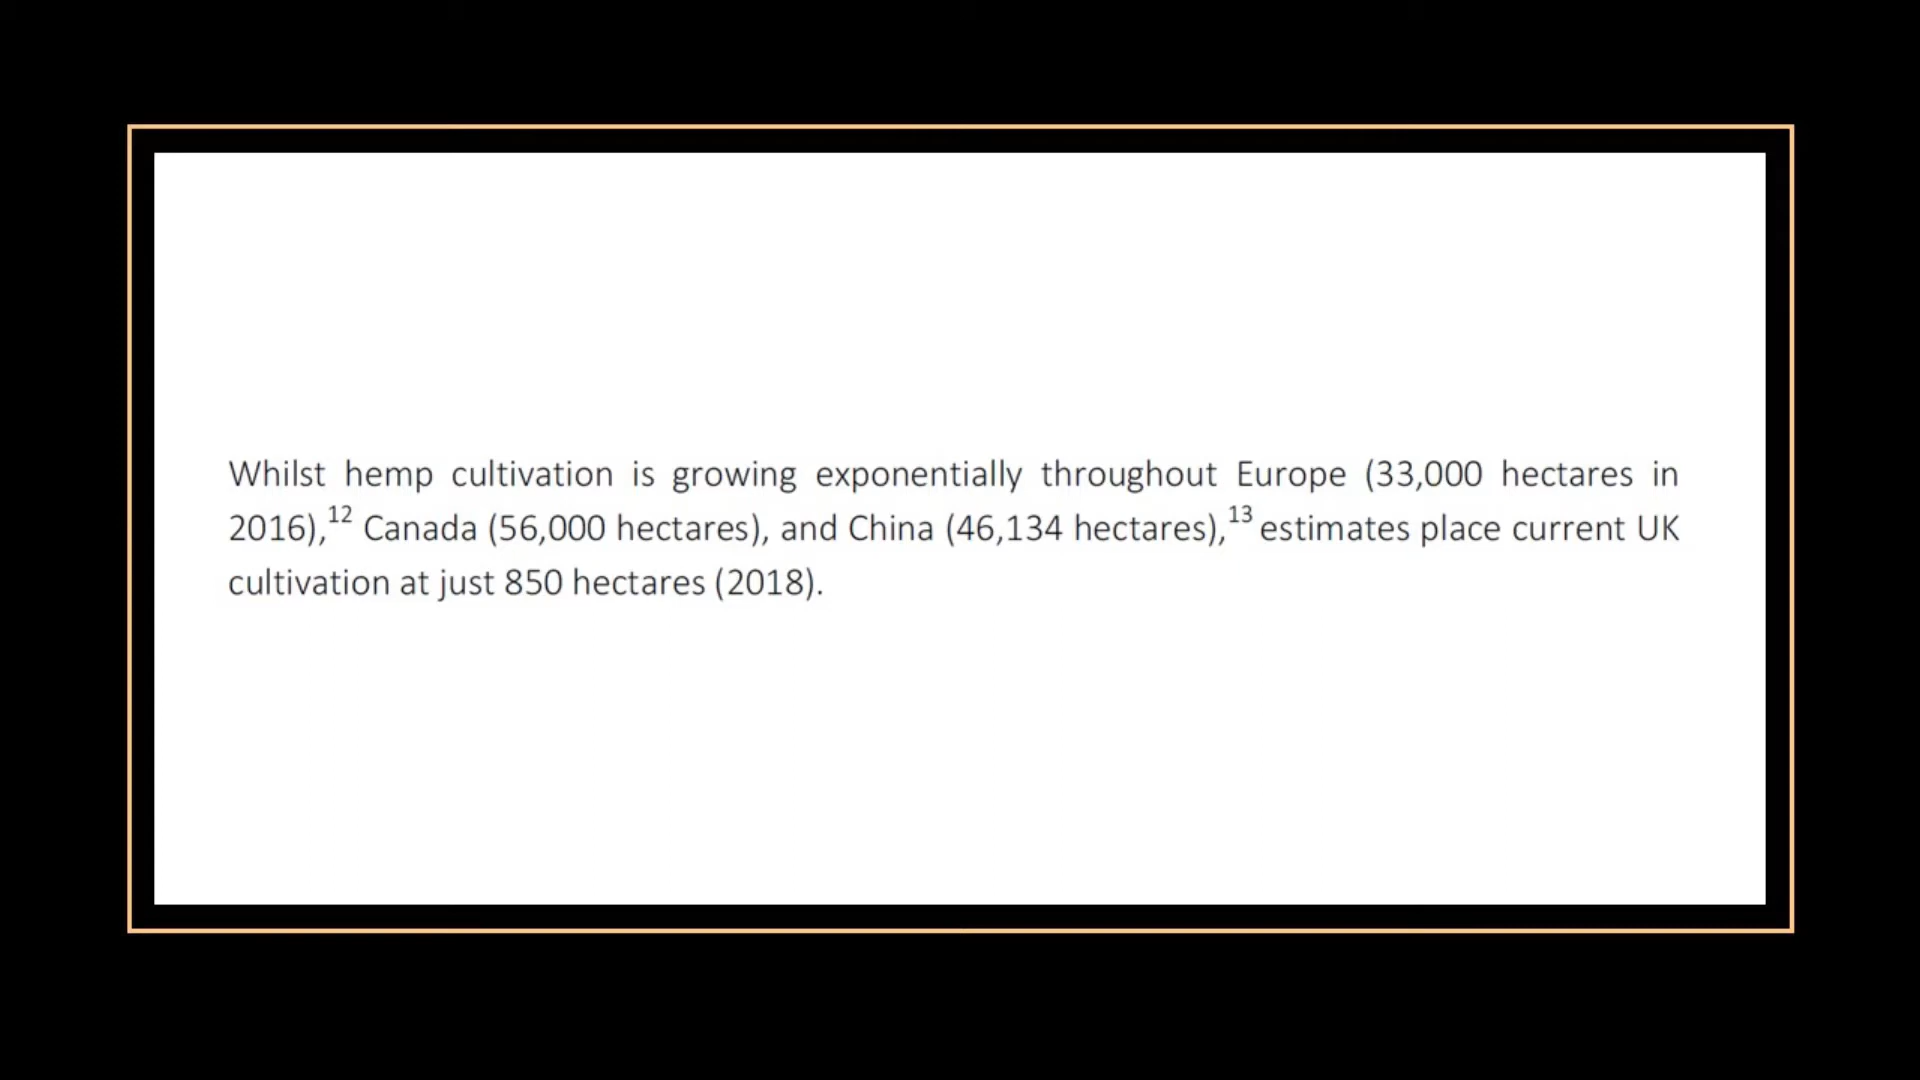 Whilst hemp cultivation is growing exponentially throughout Europe (33,000 hectares in
2016),¹² Canada (56,000 hectares), and China (46,134 hectares),¹³ estimates place current UK
cultivation at just 850 hectares (2018).